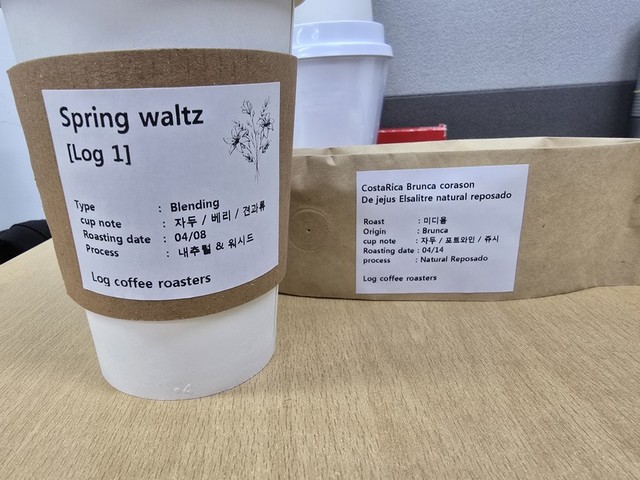 Spring waltz
[Log 1]
Type : Blending
cup note : 자두 / 베리 / 견과류
Roasting date : 04/08
Process : 내추럴 & 워시드
Log coffee roasters
CostaRica Brunca corason
De jejus Elsalitre natural reposado
Roast : 미디움
Origin : Brunca
cup note : 자두 / 포트와인 / 쥬시
Roasting date : 04/14
process : Natural Reposado
Log coffee roasters